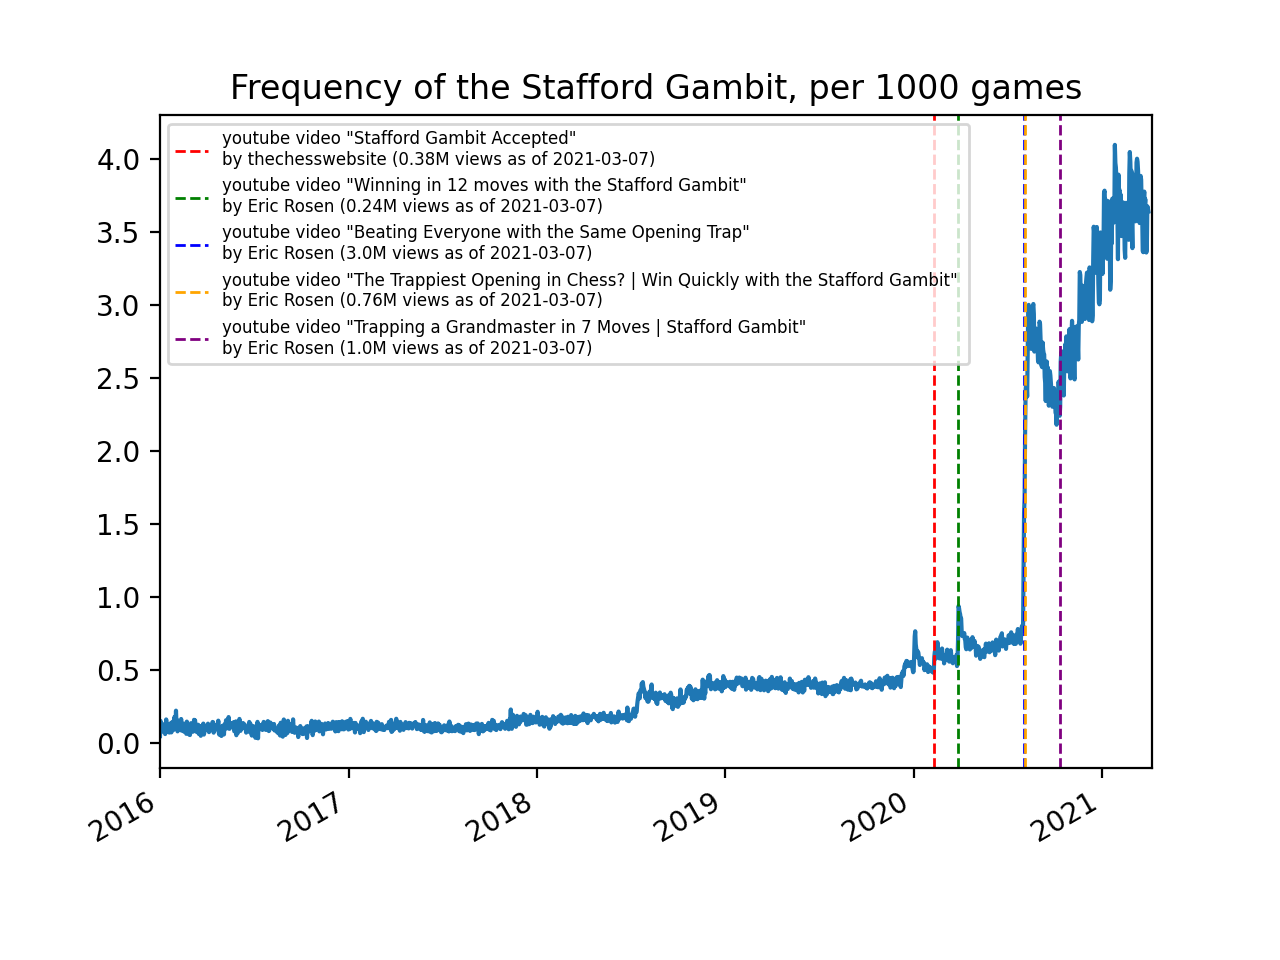 Frequency of the Stafford Gambit, per 1000 games
youtube video "Stafford Gambit Accepted"
by thechesswebsite (0.38M views as of 2021-03-07)
youtube video "Winning in 12 moves with the Stafford Gambit"
by Eric Rosen (0.24M views as of 2021-03-07)
youtube video "Beating Everyone with the Same Opening Trap"
by Eric Rosen (3.0M views as of 2021-03-07)
youtube video "The Trappiest Opening in Chess? | Win Quickly with the Stafford Gambit"
by Eric Rosen (0.76M views as of 2021-03-07)
youtube video "Trapping a Grandmaster in 7 Moves | Stafford Gambit"
by Eric Rosen (1.0M views as of 2021-03-07)
4.0
3.5
3.0
2.5
2.0
1.5
1.0
0.5
0.0
2016
2017
2018
2019
2020
2021